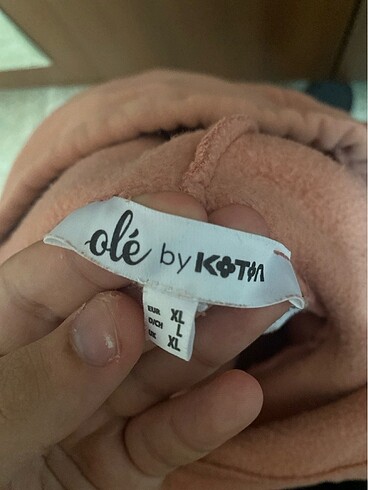 olé by KOTON
EUR XL
D/CH L
UK XL